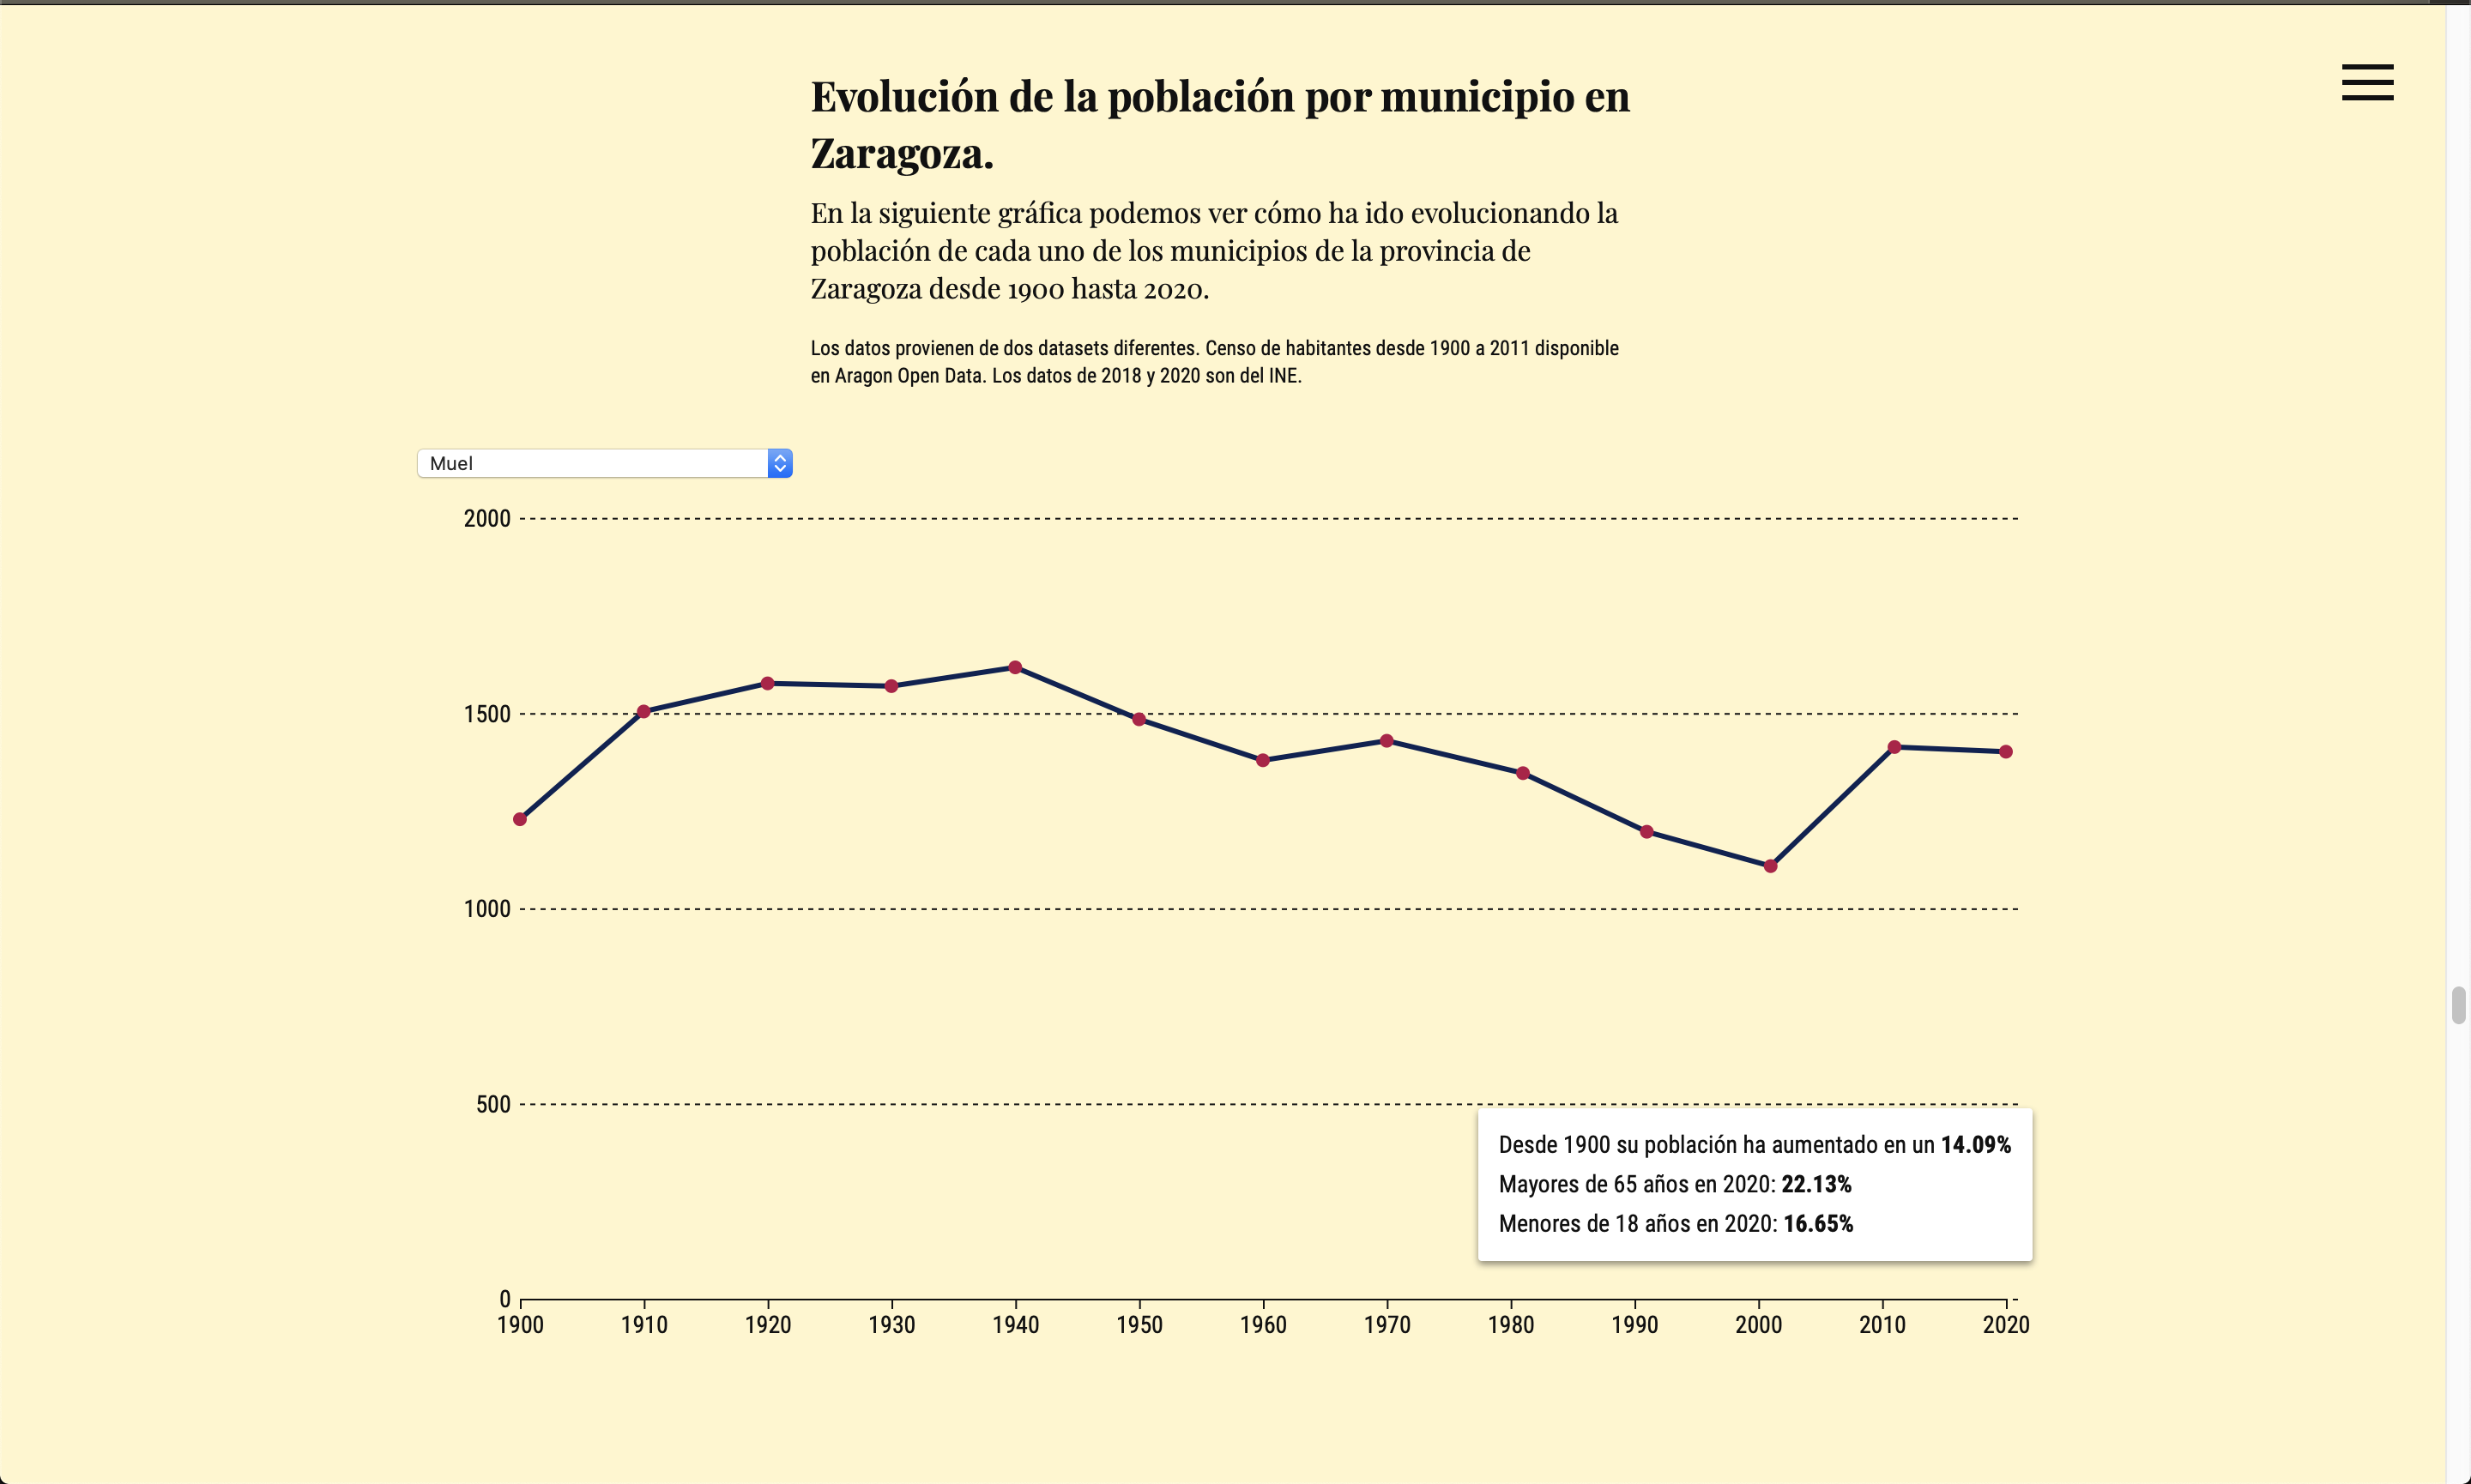 Evolución de la población por municipio en
Zaragoza.
En la siguiente gráfica podemos ver cómo ha ido evolucionando la
población de cada uno de los municipios de la provincia de
Zaragoza desde 1900 hasta 2020.
Los datos provienen de dos datasets diferentes. Censo de habitantes desde 1900 a 2011 disponible
en Aragon Open Data. Los datos de 2018 y 2020 son del INE.
Muel
2000
1500
1000
500
Desde 1900 su población ha aumentado en un 14.09%
Mayores de 65 años en 2020: 22.13%
Menores de 18 años en 2020: 16.65%
0
1900 1910 1920 1930 1940 1950 1960 1970 1980 1990 2000 2010 2020